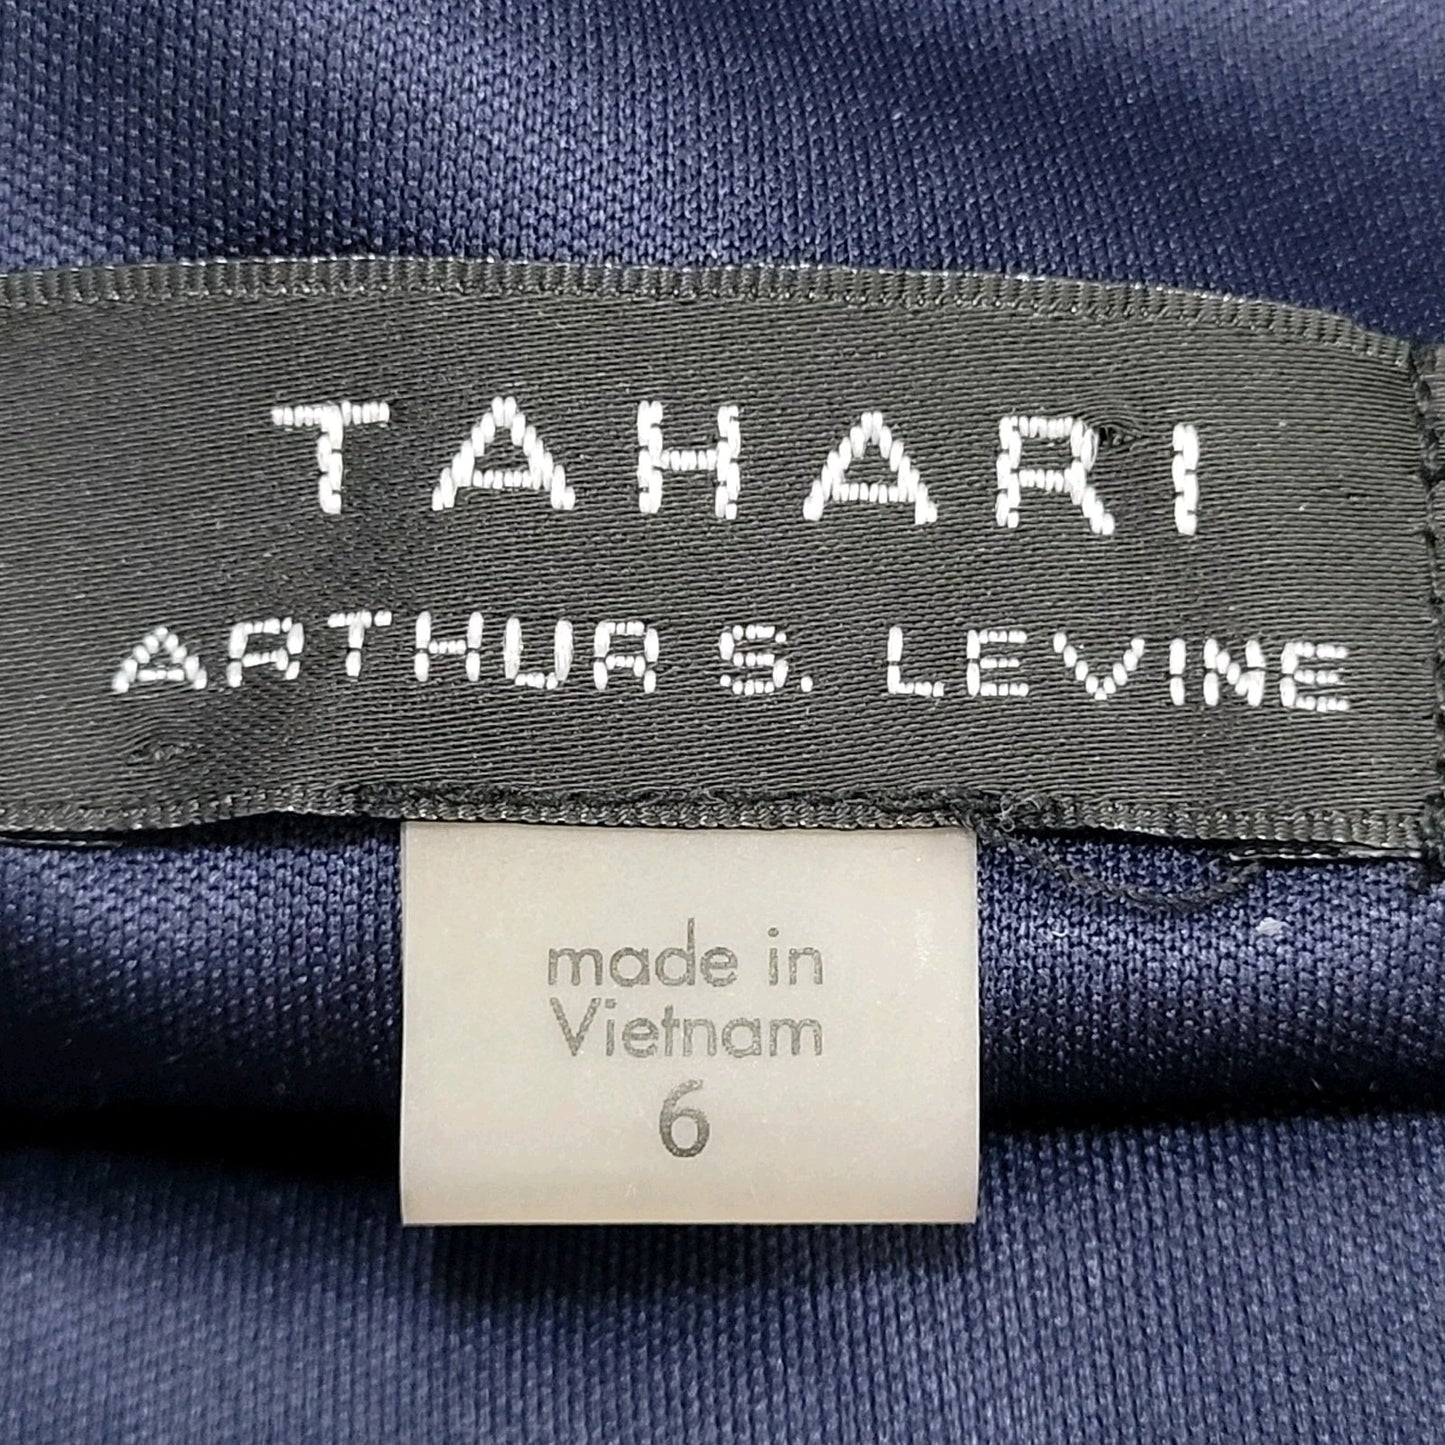 TAHARI
ARTHUR S. LEVINE
made in
Vietnam
6